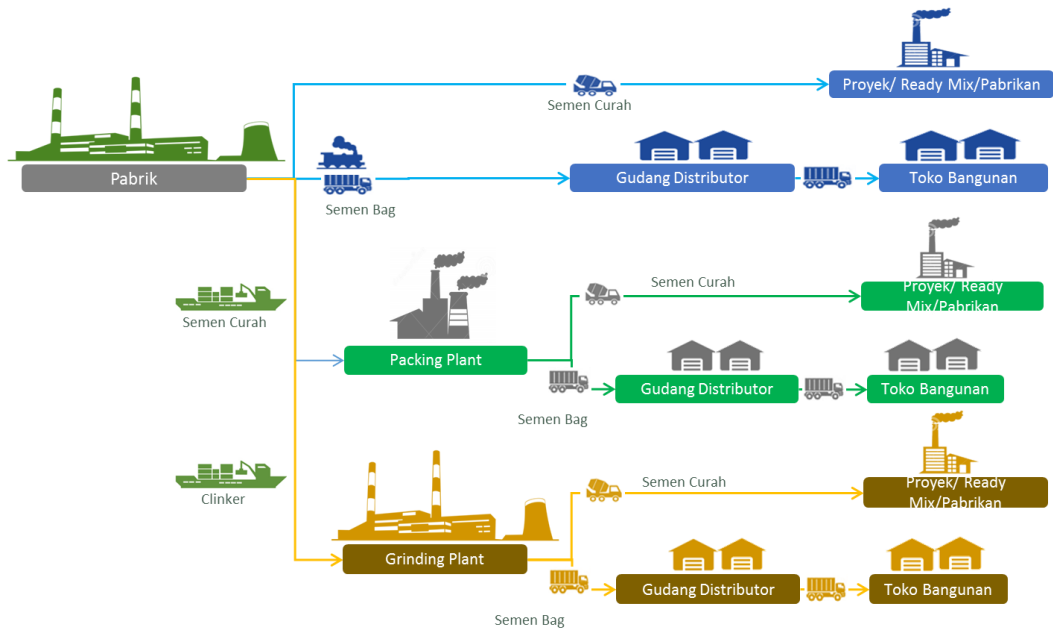 Proyek/ Ready Mix/Pabrikan
Semen Curah
Pabrik
Gudang Distributor
Toko Bangunan
Semen Bag
Semen Curah
Semen Curah
Proyek/ Ready
Mix/Pabrikan
Packing Plant
Gudang Distributor
Toko Bangunan
Semen Bag
Clinker
Semen Curah
Proyek/ Ready
Mix/Pabrikan
Grinding Plant
Gudang Distributor
Toko Bangunan
Semen Bag